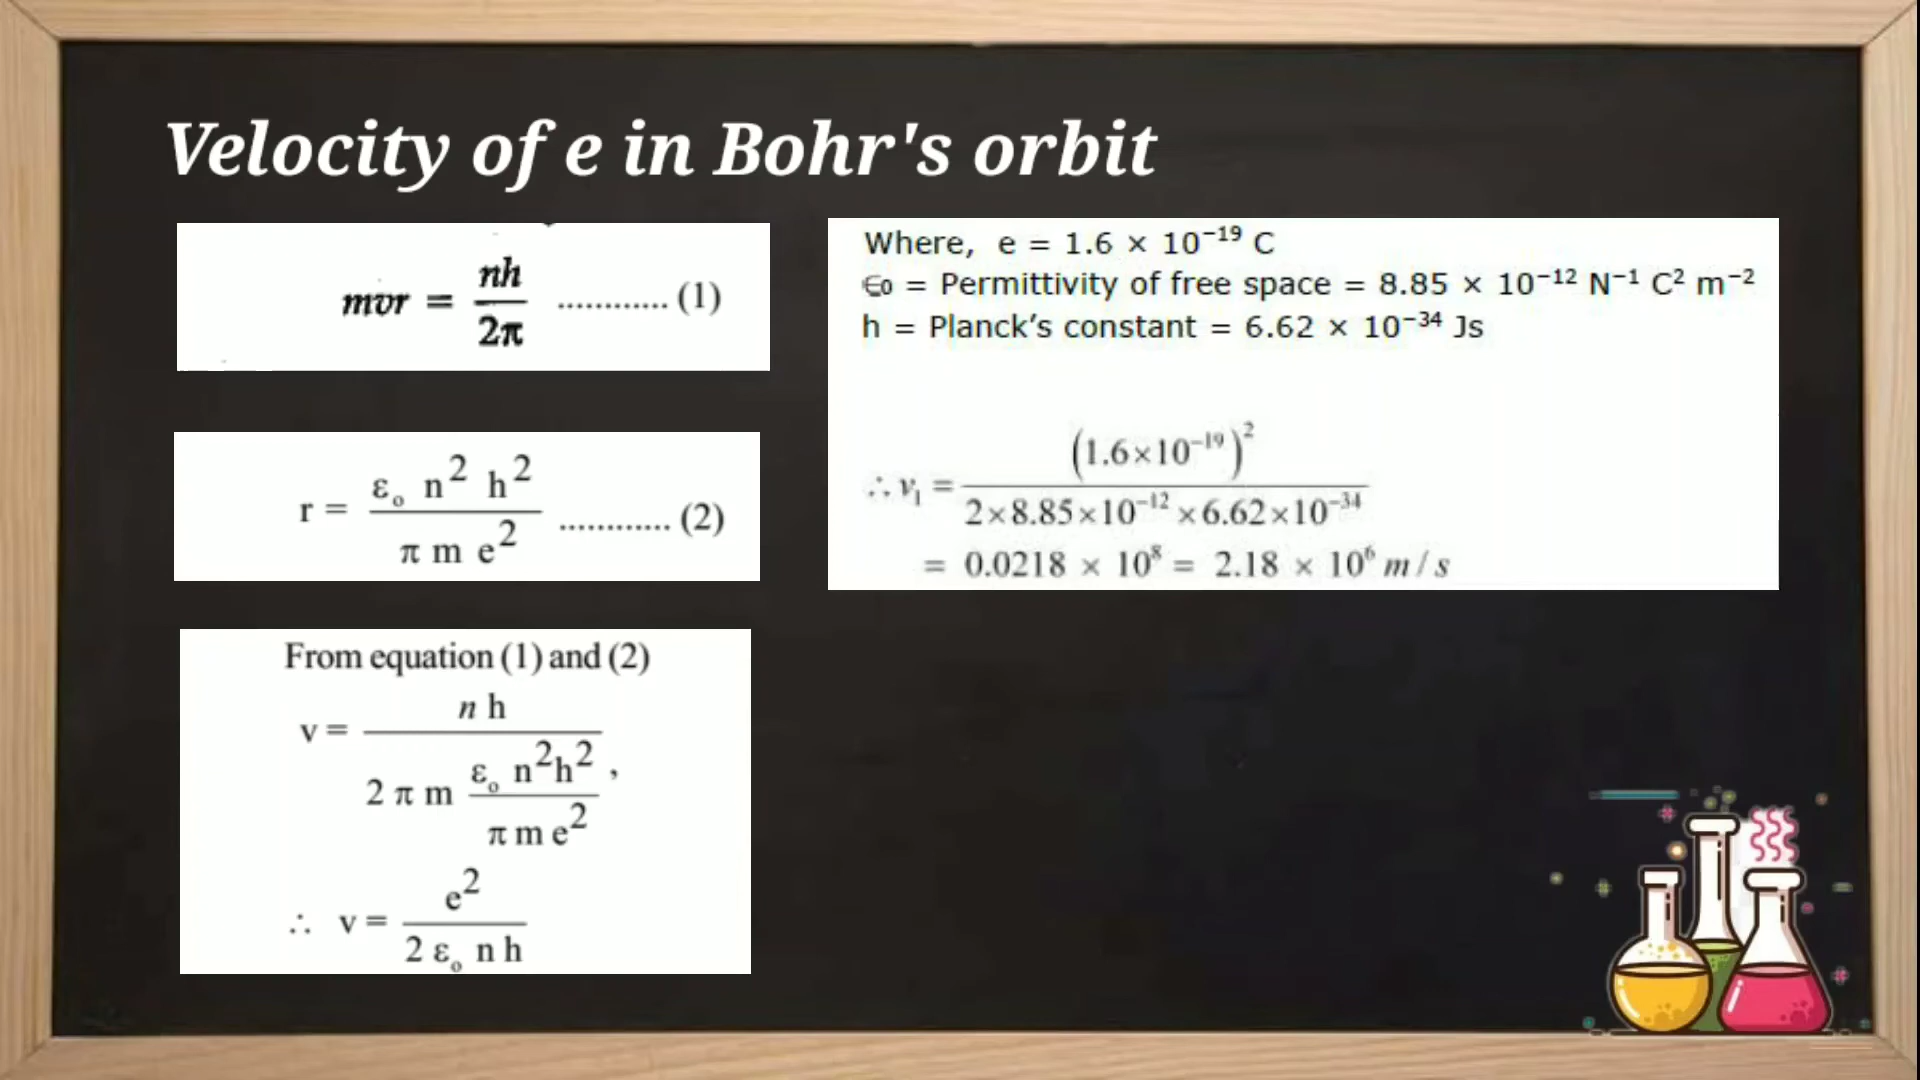 Velocity of e in Bohr's orbit
mvr = nh / 2π ............ (1)
r = ε₀ n² h² / π m e² ............ (2)
From equation (1) and (2)
v = n h / 2 π m ε₀ n²h² / π m e² ,
∴ v = e² / 2 ε₀ n h
Where, e = 1.6 × 10⁻¹⁹ C
∈₀ = Permittivity of free space = 8.85 × 10⁻¹² N⁻¹ C² m⁻²
h = Planck’s constant = 6.62 × 10⁻³⁴ Js
∴ v₁ = (1.6×10⁻¹⁹)² / 2×8.85×10⁻¹²×6.62×10⁻³⁴
= 0.0218 × 10⁸ = 2.18 × 10⁶ m/s